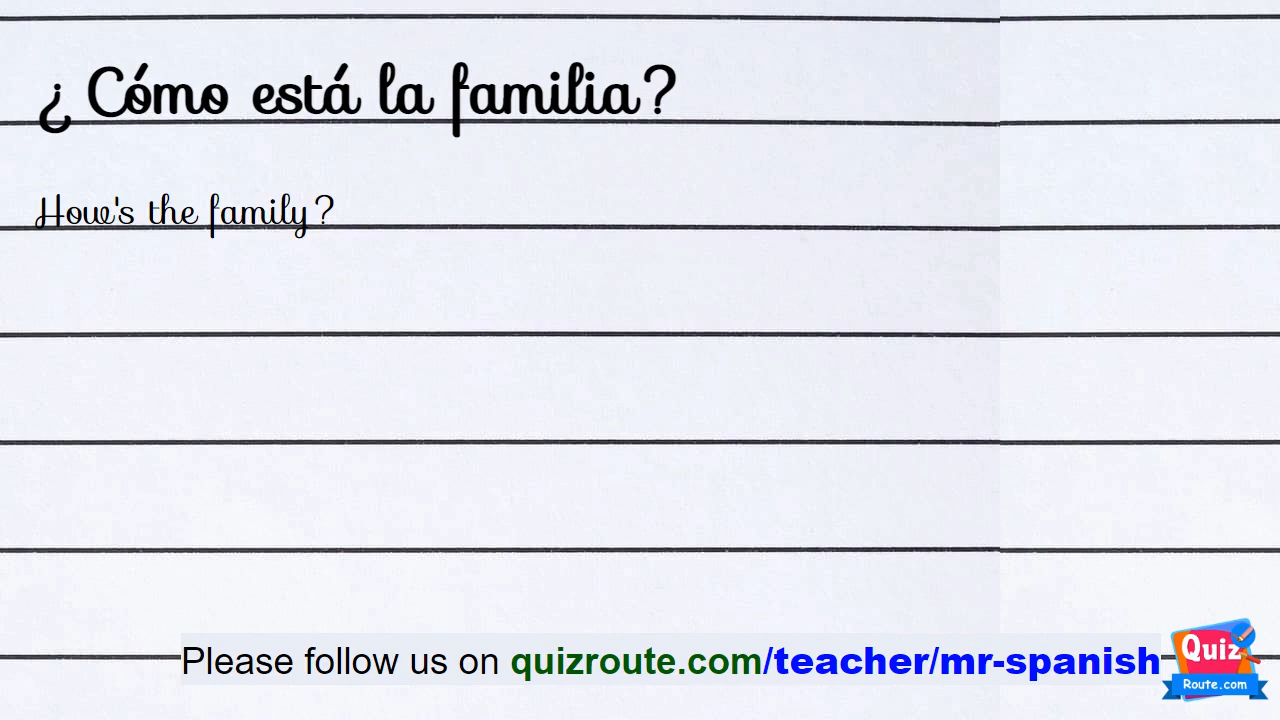 ¿ Cómo está la familia?
How's the family?
Please follow us on quizroute.com/teacher/mr-spanish
Quiz
Route.com